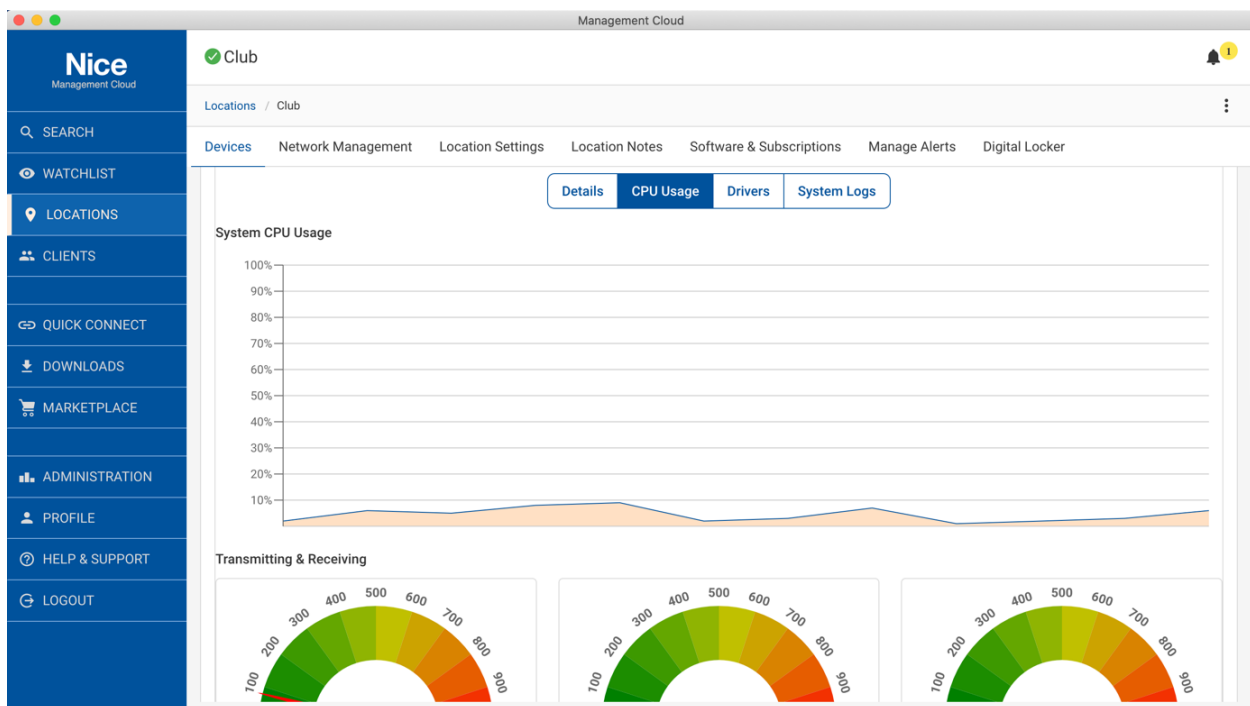 Management Cloud
Nice
Management Cloud
SEARCH
WATCHLIST
LOCATIONS
CLIENTS
QUICK CONNECT
DOWNLOADS
MARKETPLACE
ADMINISTRATION
PROFILE
HELP & SUPPORT
LOGOUT
Club
1
Locations / Club
Devices Network Management Location Settings Location Notes Software & Subscriptions Manage Alerts Digital Locker
Details CPU Usage Drivers System Logs
System CPU Usage
100%
90%
80%
70%
60%
50%
40%
30%
20%
10%
Transmitting & Receiving
100 200 300 400 500 600 700 800 900
100 200 300 400 500 600 700 800 900
100 200 300 400 500 600 700 800 900